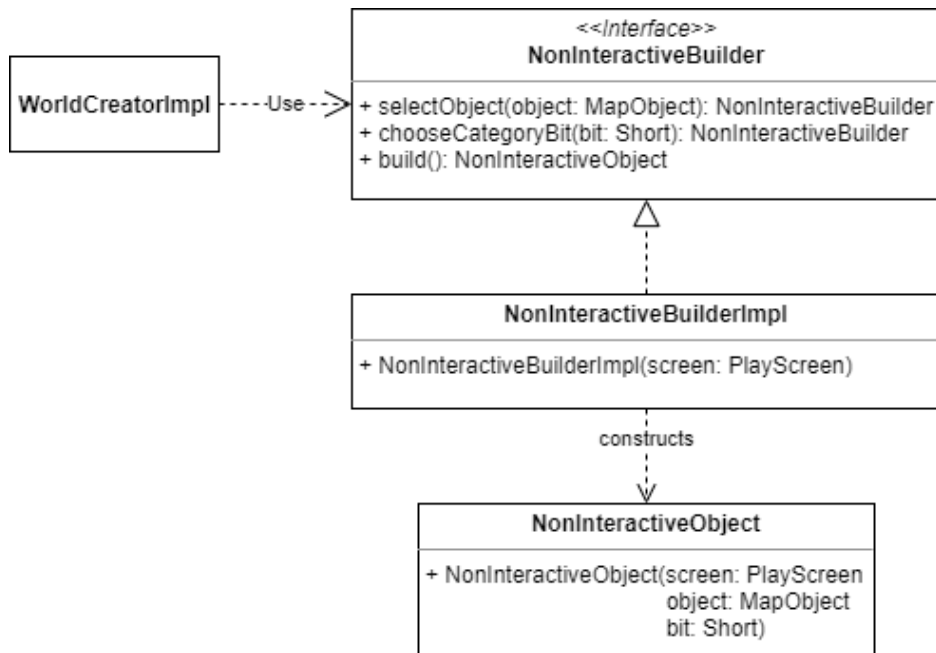 <<Interface>>
NonInteractiveBuilder
WorldCreatorImpl
Use
+ selectObject(object: MapObject): NonInteractiveBuilder
+ chooseCategoryBit(bit: Short): NonInteractiveBuilder
+ build(): NonInteractiveObject
NonInteractiveBuilderImpl
+ NonInteractiveBuilderImpl(screen: PlayScreen)
constructs
NonInteractiveObject
+ NonInteractiveObject(screen: PlayScreen
object: MapObject
bit: Short)